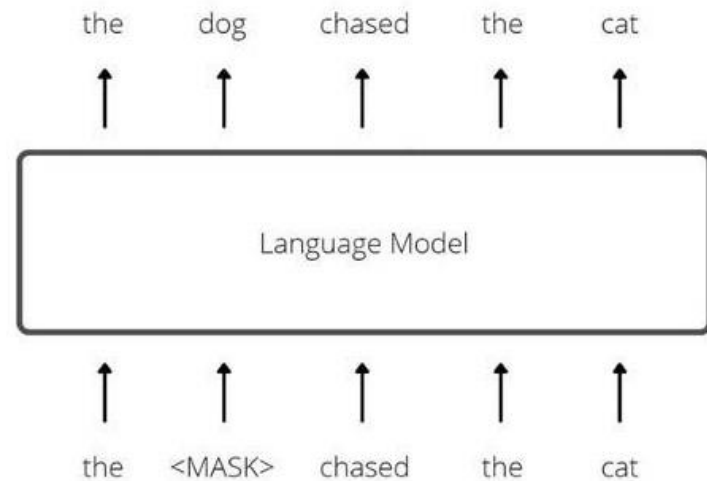 the dog chased the cat
Language Model
the <MASK> chased the cat